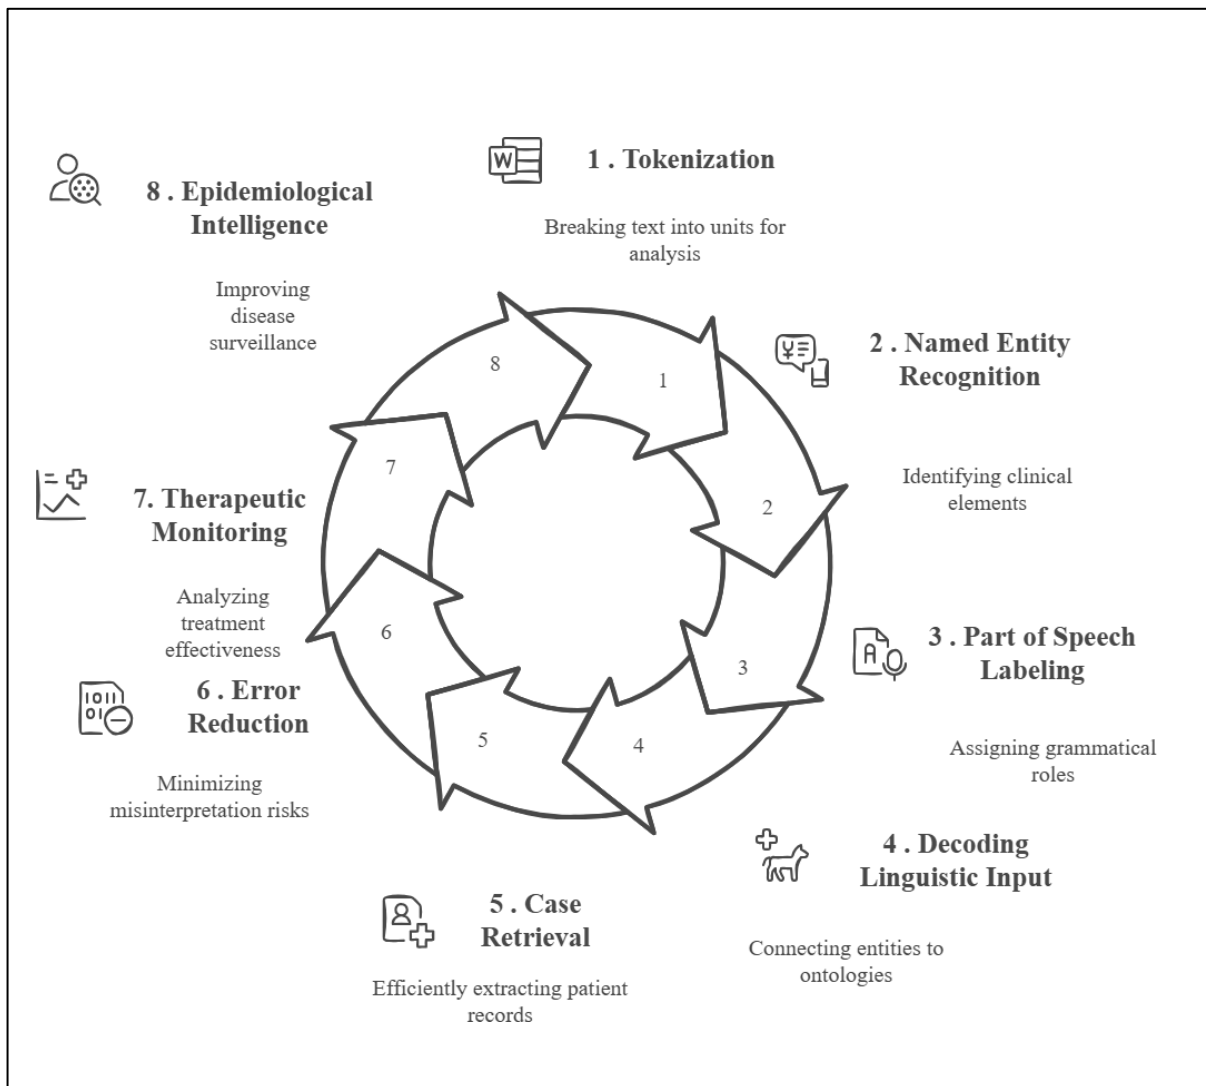 1 . Tokenization
Breaking text into units for
analysis
2 . Named Entity
Recognition
Identifying clinical
elements
3 . Part of Speech
Labeling
Assigning grammatical
roles
4 . Decoding
Linguistic Input
Connecting entities to
ontologies
5 . Case
Retrieval
Efficiently extracting patient
records
6 . Error
Reduction
Minimizing
misinterpretation risks
7. Therapeutic
Monitoring
Analyzing
treatment
effectiveness
8 . Epidemiological
Intelligence
Improving
disease
surveillance
1
2
3
4
5
6
7
8
W
A
1011
01